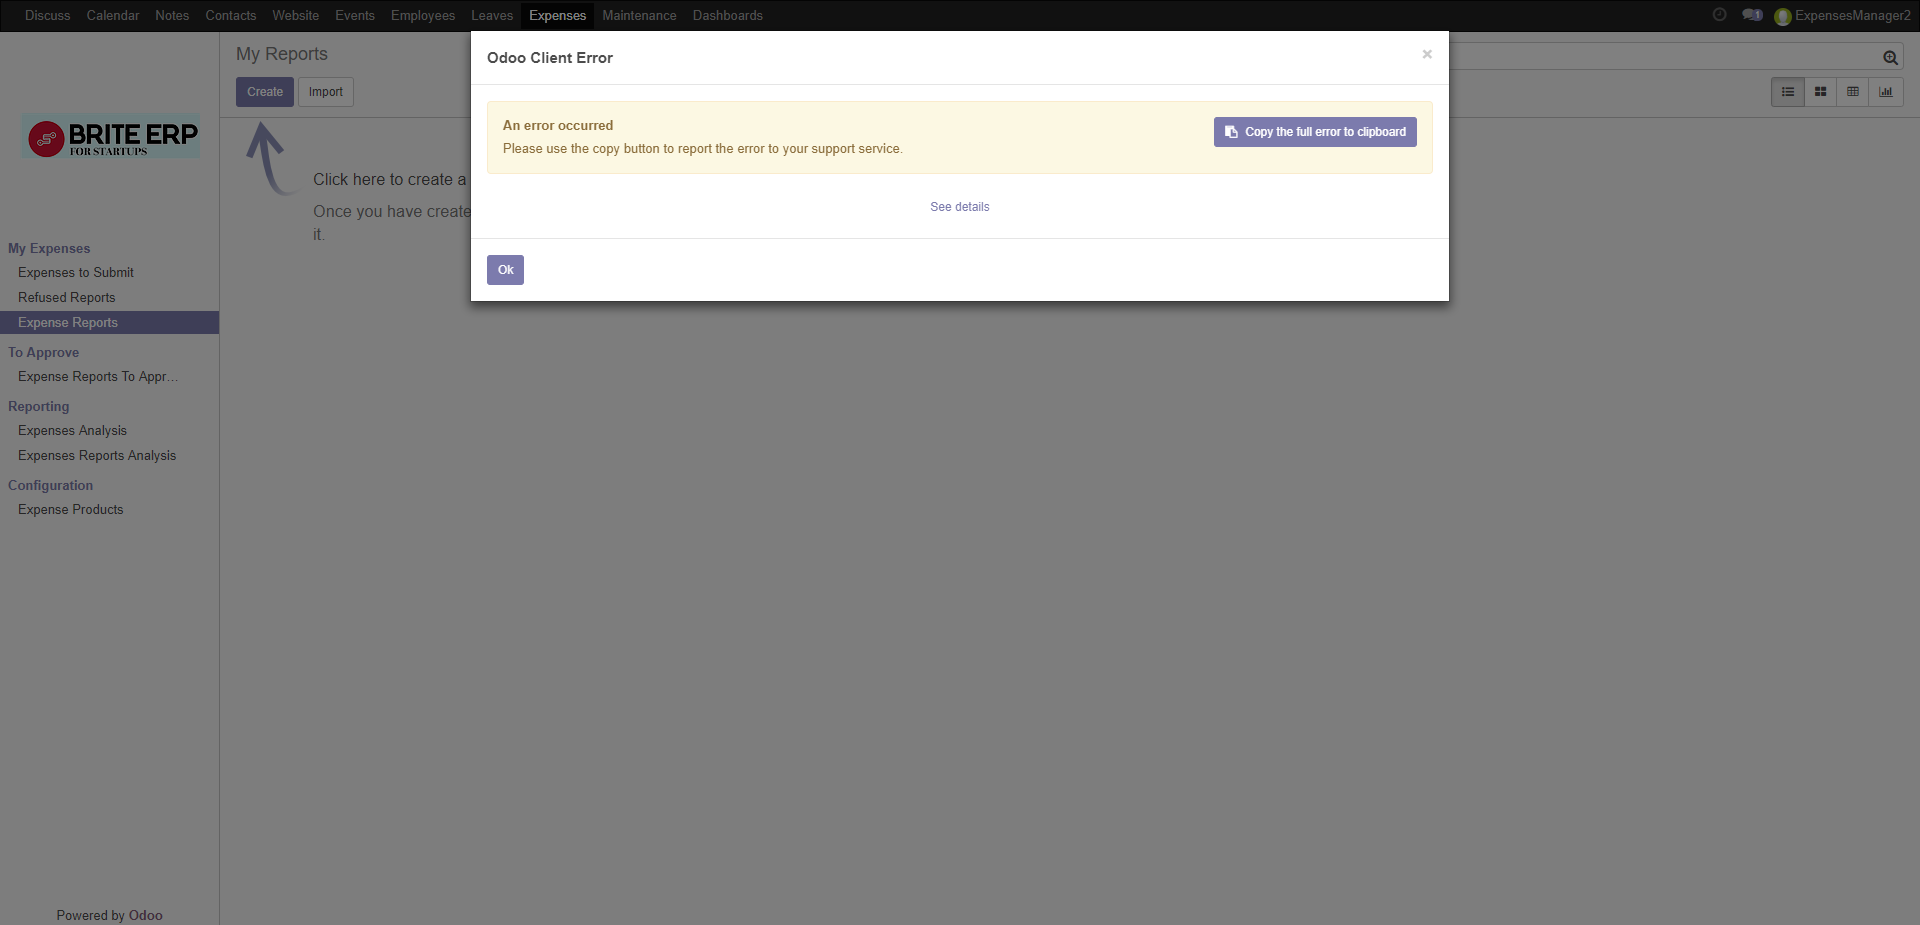 Discuss Calendar Notes Contacts Website Events Employees Leaves Expenses Maintenance Dashboards 1 ExpensesManager2
My Reports
Create Import
BRITE ERP
FOR STARTUPS
Click here to create a
Once you have create
it.
My Expenses
Expenses to Submit
Refused Reports
Expense Reports
To Approve
Expense Reports To Appr…
Reporting
Expenses Analysis
Expenses Reports Analysis
Configuration
Expense Products
Powered by Odoo
Odoo Client Error ×
An error occurred
Please use the copy button to report the error to your support service.
Copy the full error to clipboard
See details
Ok